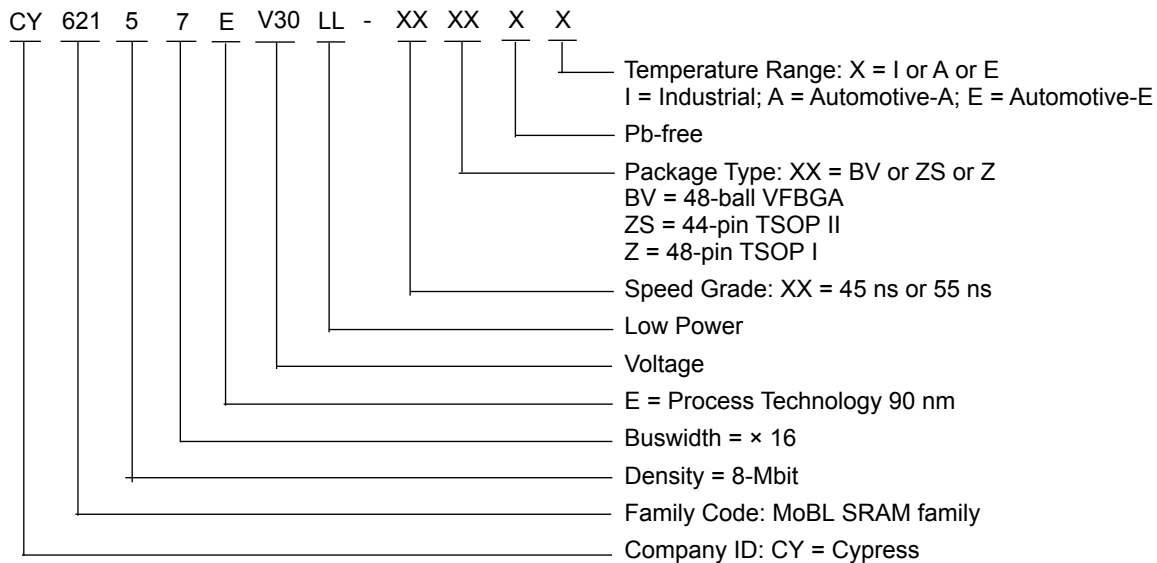 CY 621 5 7 E V30 LL - XX XX X X
Temperature Range: X = I or A or E
I = Industrial; A = Automotive-A; E = Automotive-E
Pb-free
Package Type: XX = BV or ZS or Z
BV = 48-ball VFBGA
ZS = 44-pin TSOP II
Z = 48-pin TSOP I
Speed Grade: XX = 45 ns or 55 ns
Low Power
Voltage
E = Process Technology 90 nm
Buswidth = × 16
Density = 8-Mbit
Family Code: MoBL SRAM family
Company ID: CY = Cypress